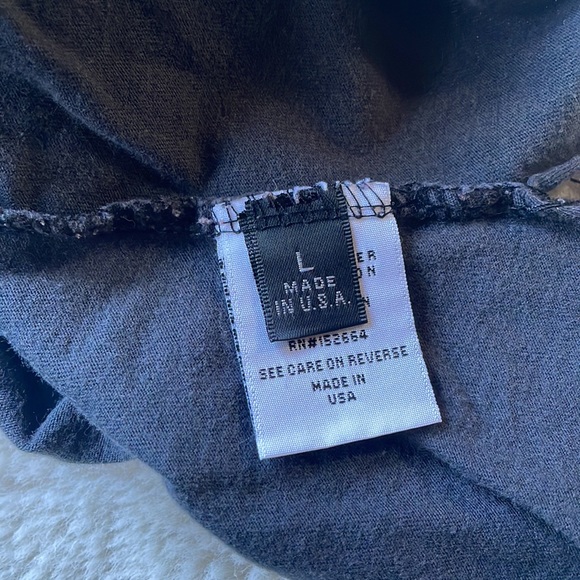 L
MADE
IN U.S.A.
RN#152664
SEE CARE ON REVERSE
MADE IN
USA